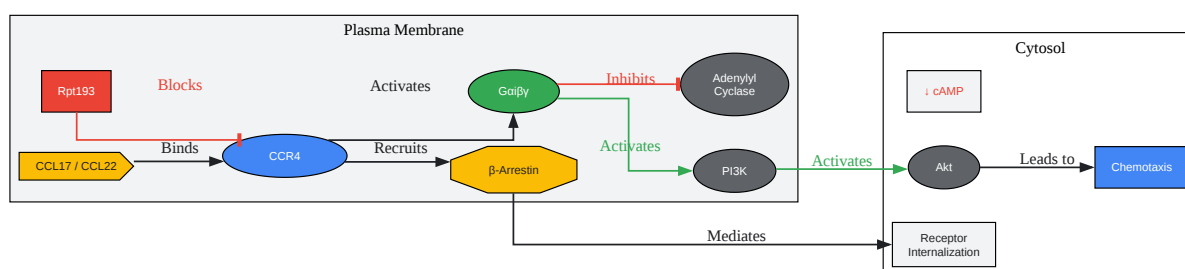 Plasma Membrane
Cytosol
Rpt193
Blocks
Activates
Gαiβγ
Inhibits
Adenylyl
Cyclase
↓ cAMP
CCL17 / CCL22
Binds
CCR4
Recruits
β-Arrestin
Activates
PI3K
Activates
Akt
Leads to
Chemotaxis
Mediates
Receptor
Internalization